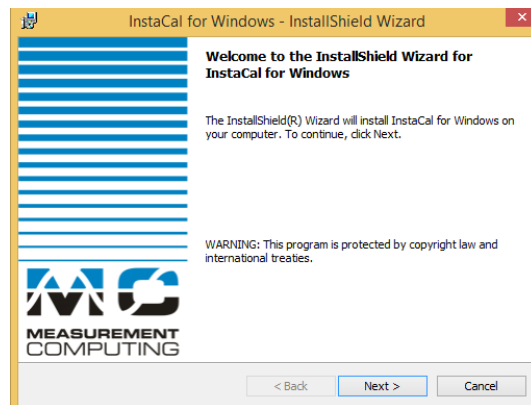 InstaCal for Windows - InstallShield Wizard
Welcome to the InstallShield Wizard for
InstaCal for Windows
The InstallShield(R) Wizard will install InstaCal for Windows on
your computer. To continue, click Next.
WARNING: This program is protected by copyright law and
international treaties.
MC
MEASUREMENT
COMPUTING
< Back
Next >
Cancel